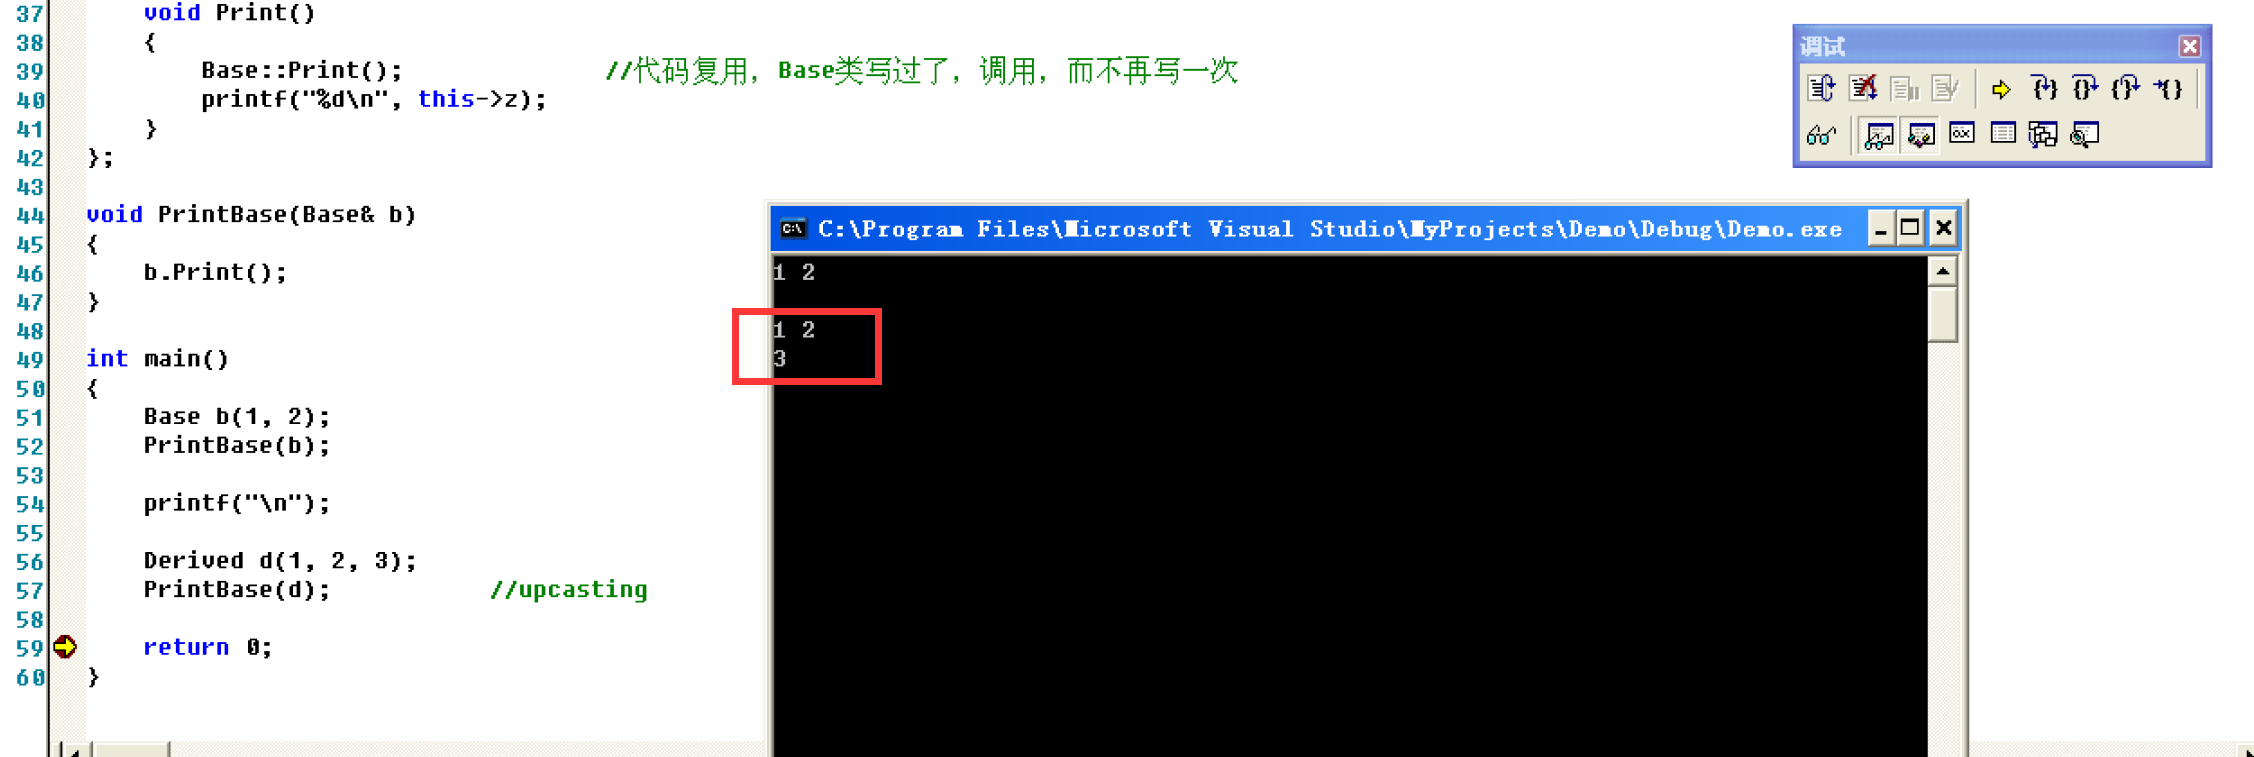 37 void Print()
38 {
39 Base::Print(); //代码复用，Base类写过了，调用，而不再写一次
40 printf("%d\n", this->z);
41 }
42 };
43
44 void PrintBase(Base& b)
45 {
46 b.Print();
47 }
48
49 int main()
50 {
51 Base b(1, 2);
52 PrintBase(b);
53
54 printf("\n");
55
56 Derived d(1, 2, 3);
57 PrintBase(d); //upcasting
58
59 return 0;
60 }
调试
C:\Program Files\Microsoft Visual Studio\MyProjects\Demo\Debug\Demo.exe
1 2
1 2
3